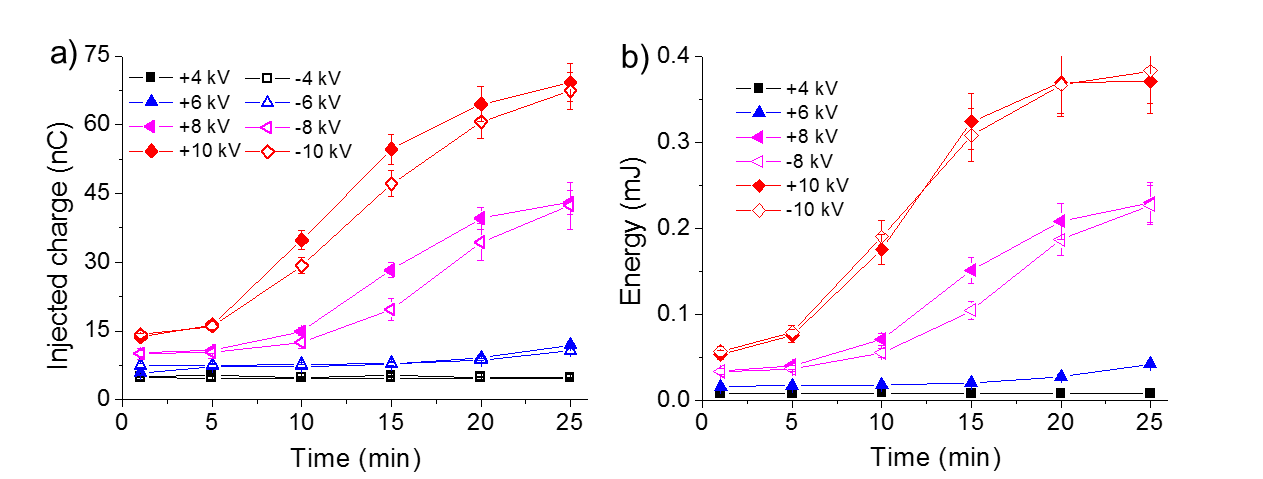 a)
Injected charge (nC)
75
60
45
30
15
0
+4 kV -4 kV
+6 kV -6 kV
+8 kV -8 kV
+10 kV -10 kV
0 5 10 15 20 25
Time (min)
b)
Energy (mJ)
0.4
0.3
0.2
0.1
0.0
+4 kV
+6 kV
+8 kV
-8 kV
+10 kV
-10 kV
0 5 10 15 20 25
Time (min)